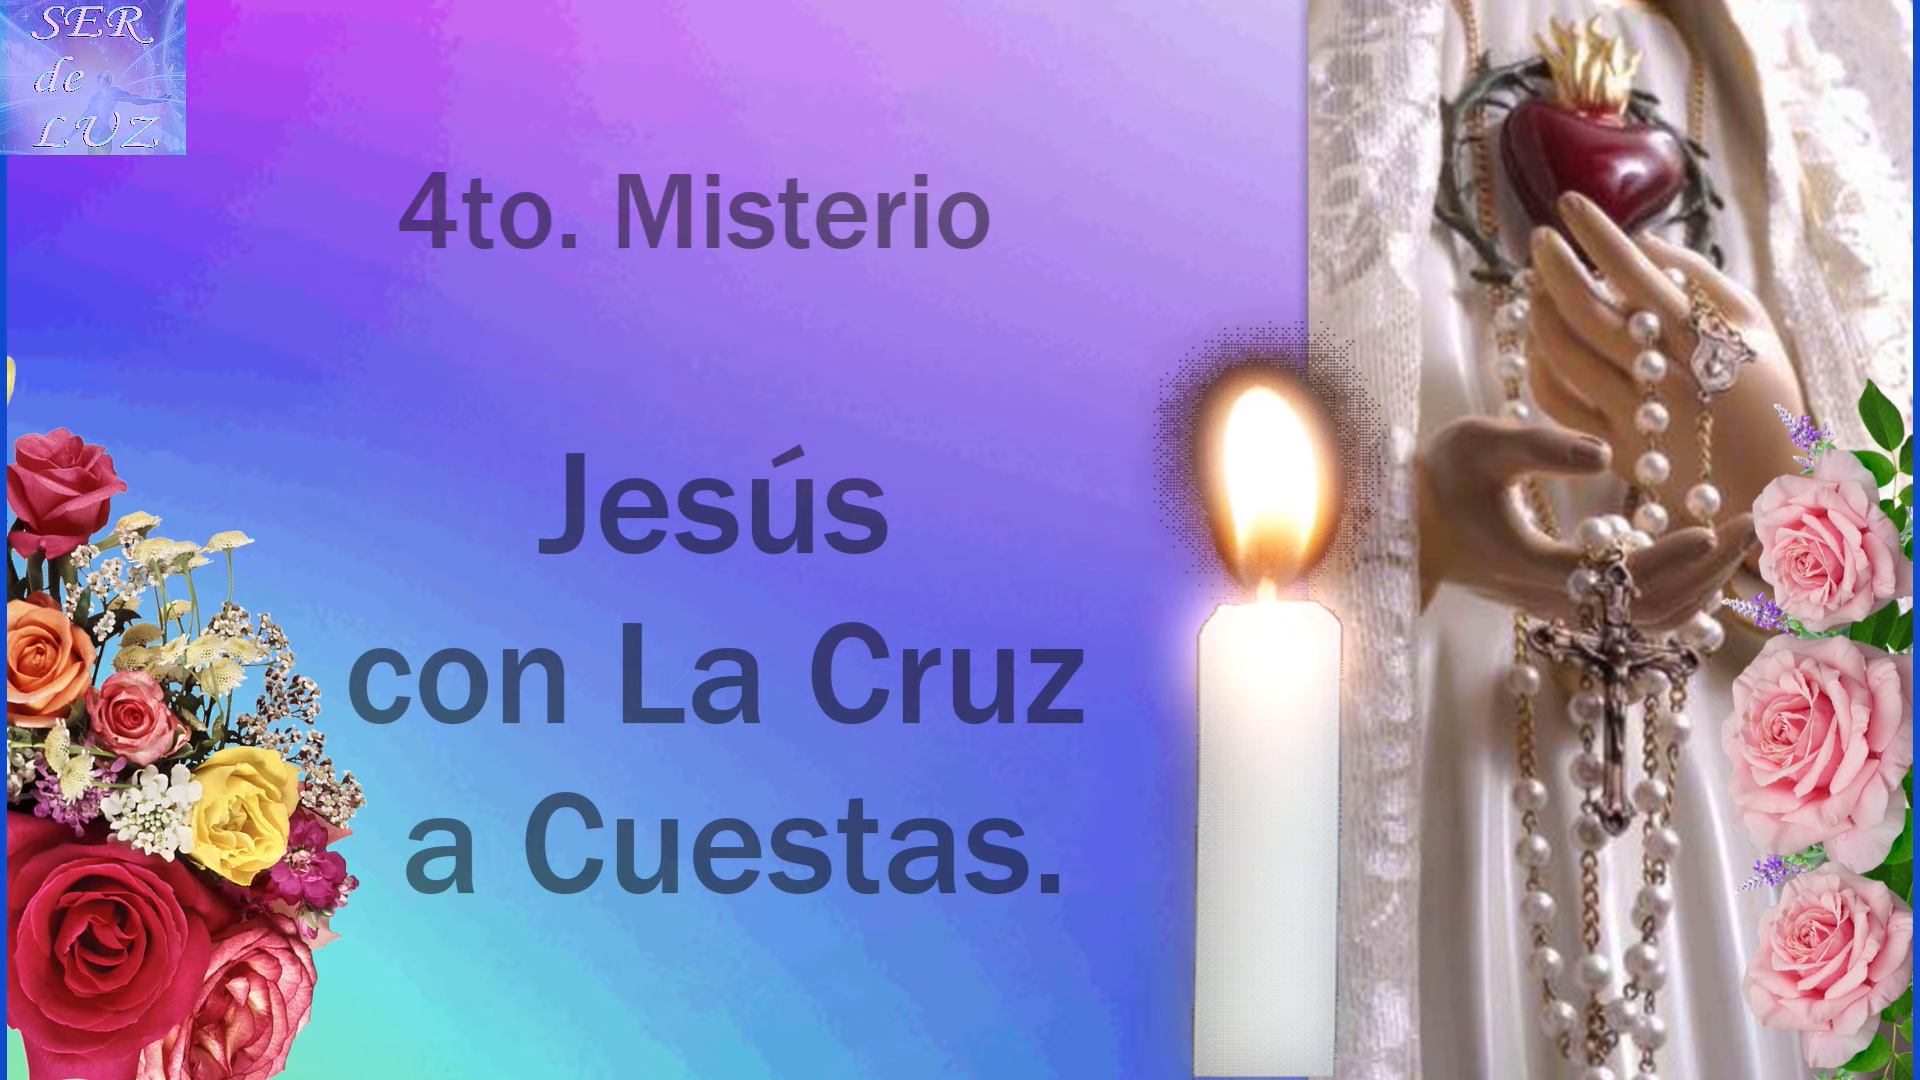 SER
de
LUZ
4to. Misterio
Jesús
con La Cruz
a Cuestas.